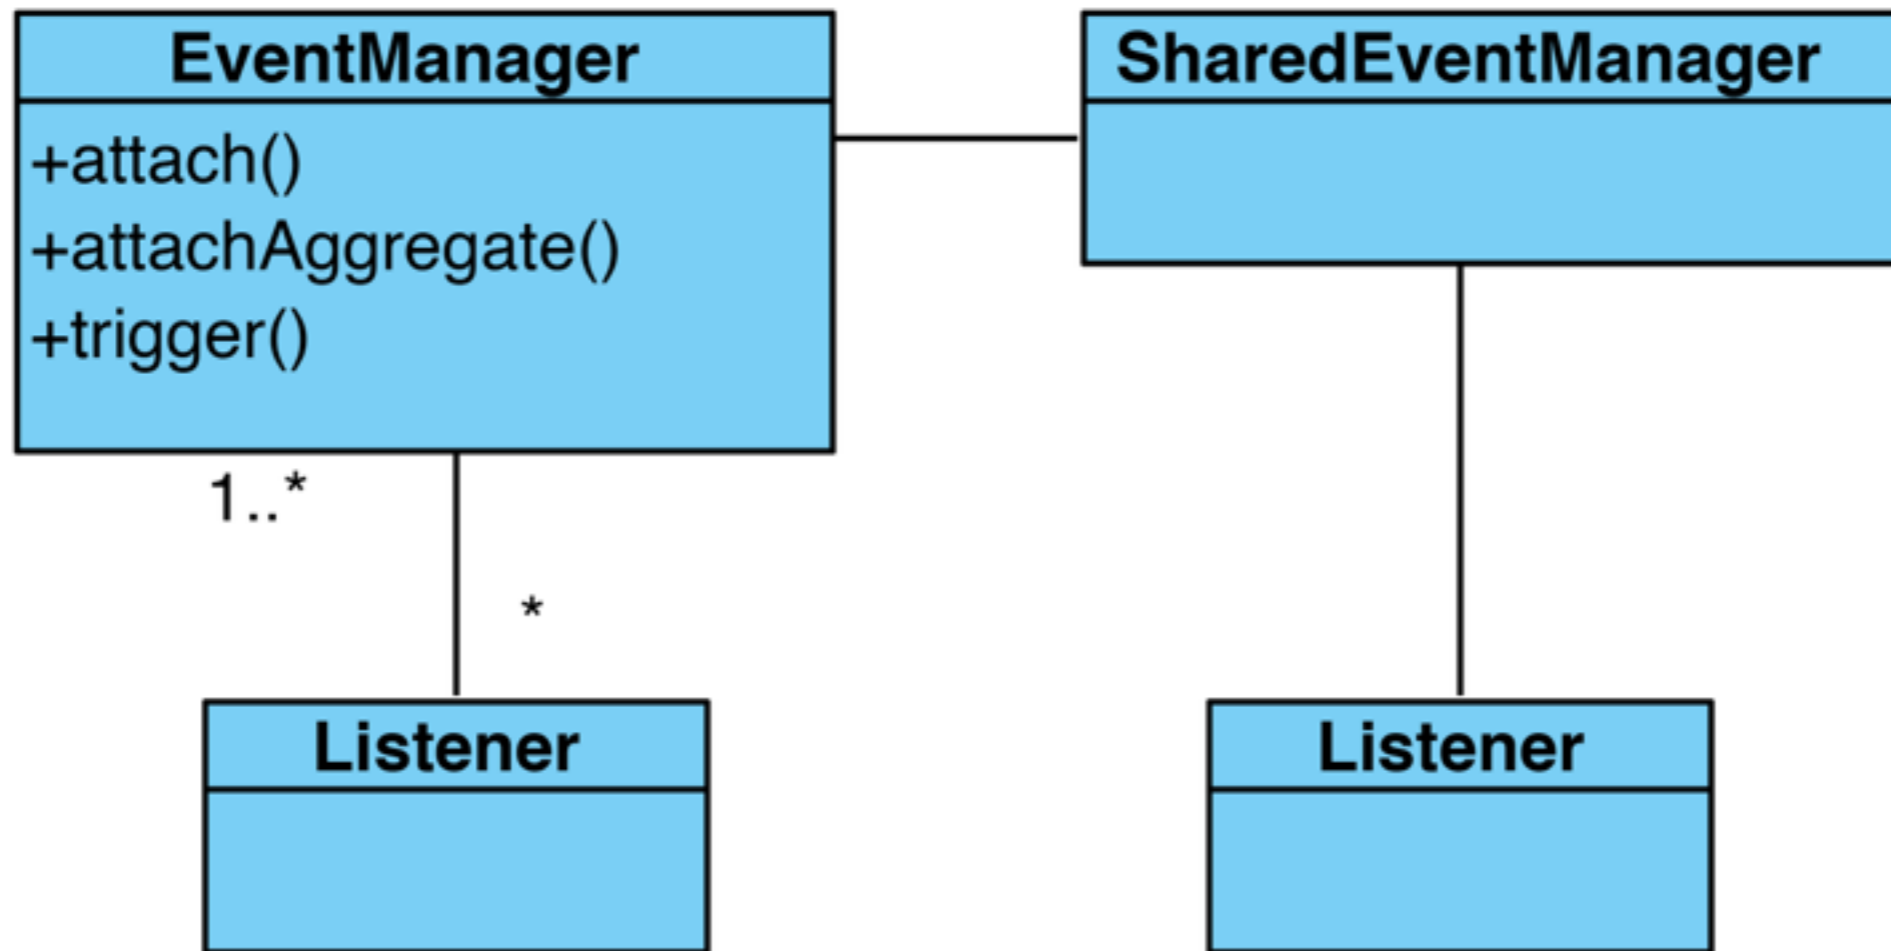 EventManager
+attach()
+attachAggregate()
+trigger()
SharedEventManager
1..*
*
Listener
Listener